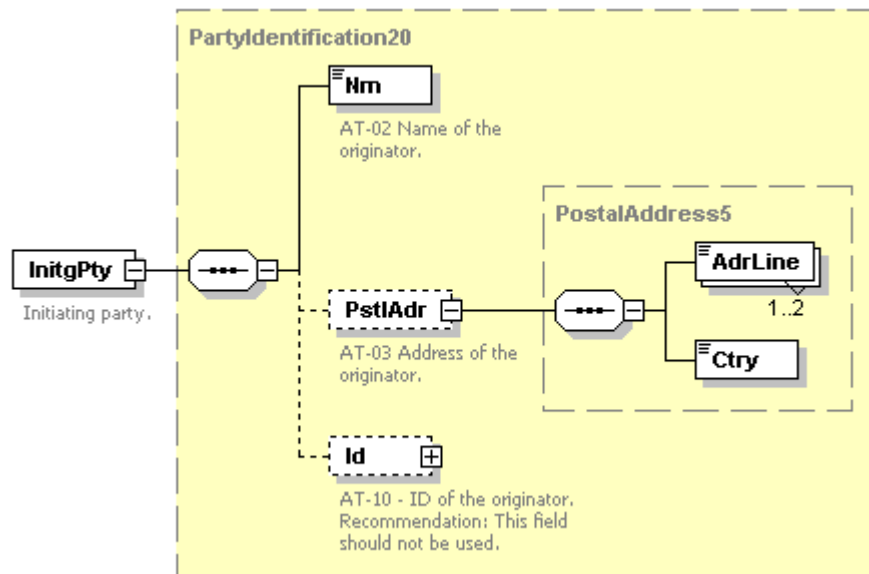 PartyIdentification20
Nm
AT-02 Name of the
originator.
InitgPty
Initiating party.
PstlAdr
AT-03 Address of the
originator.
PostalAddress5
AdrLine
1..2
Ctry
Id
AT-10 - ID of the originator.
Recommendation: This field
should not be used.